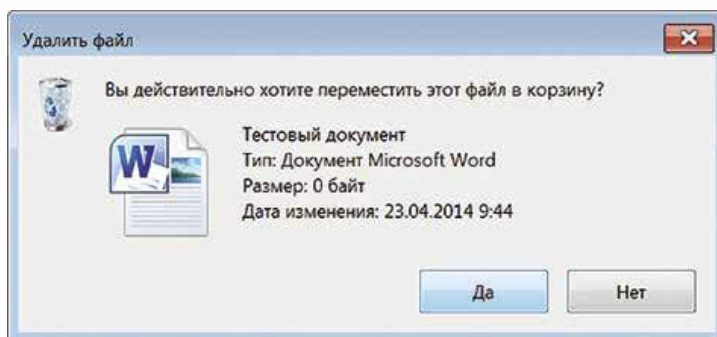 Удалить файл
Вы действительно хотите переместить этот файл в корзину?
Тестовый документ
Тип: Документ Microsoft Word
Размер: 0 байт
Дата изменения: 23.04.2014 9:44
Да
Нет